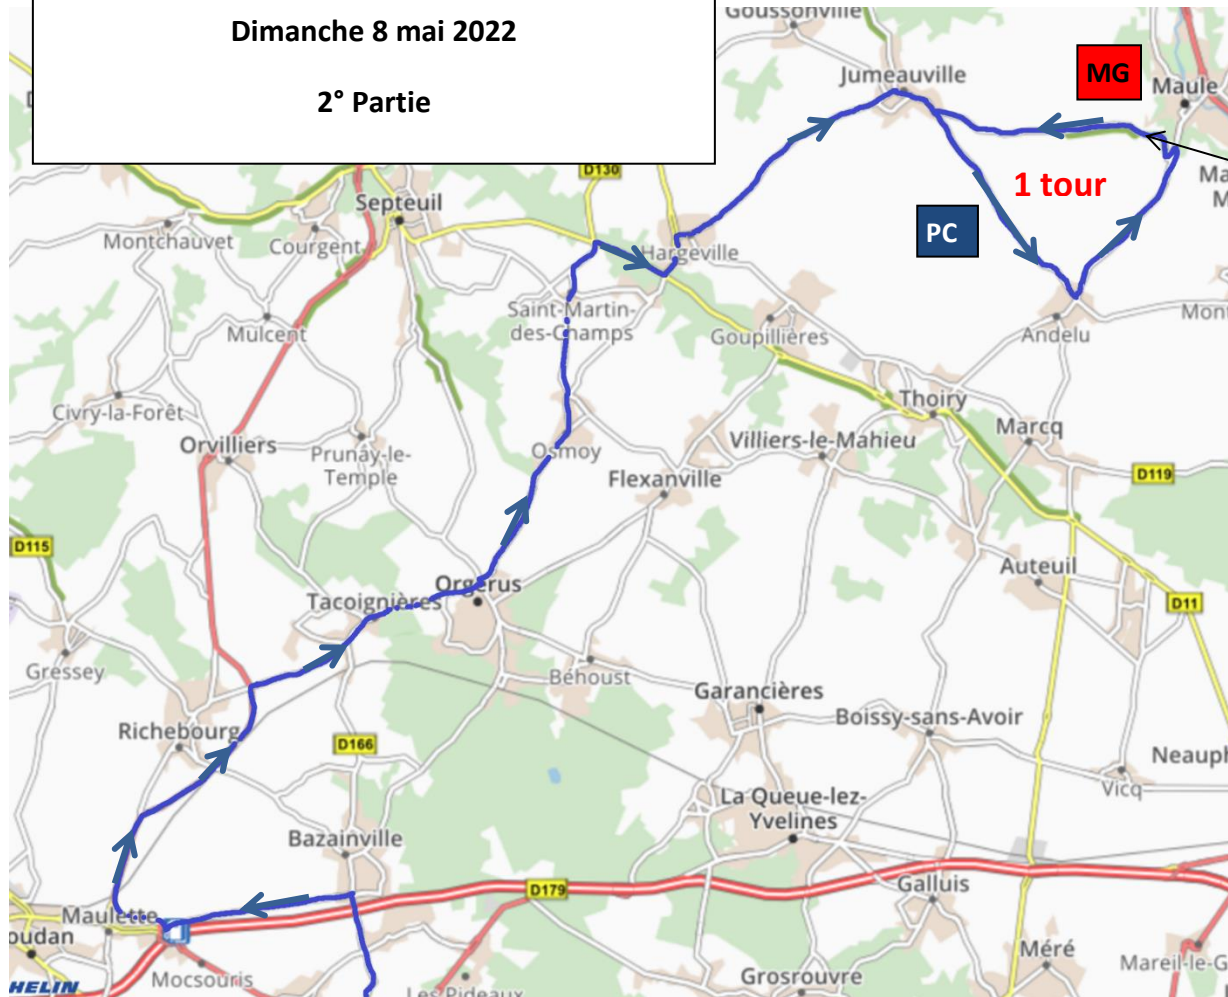 Dimanche 8 mai 2022
2° Partie
Goussonville
Jumeauville
MG
Maule
D130
Septeuil
1 tour
Montchauvet
Courgent
PC
Hargeville
Saint-Martin-
des-Champs
Mulcent
Goupillières
Andelu
Civry-la-Forêt
Thoiry
Orvilliers
Prunay-le-
Temple
Osmoy
Villiers-le-Mahieu
Marcq
Flexanville
D119
D115
Orgerus
Auteuil
Tacoignières
D11
Gressey
Béhoust
Garancières
Richebourg
Boissy-sans-Avoir
D166
Neauph
Vicq
La Queue-lez-
Yvelines
Bazainville
D179
Galluis
Maulette
oudan
Mocsouris
Méré
Mareil-le-G
HELIN
Les Pideaux
Grosrouvre